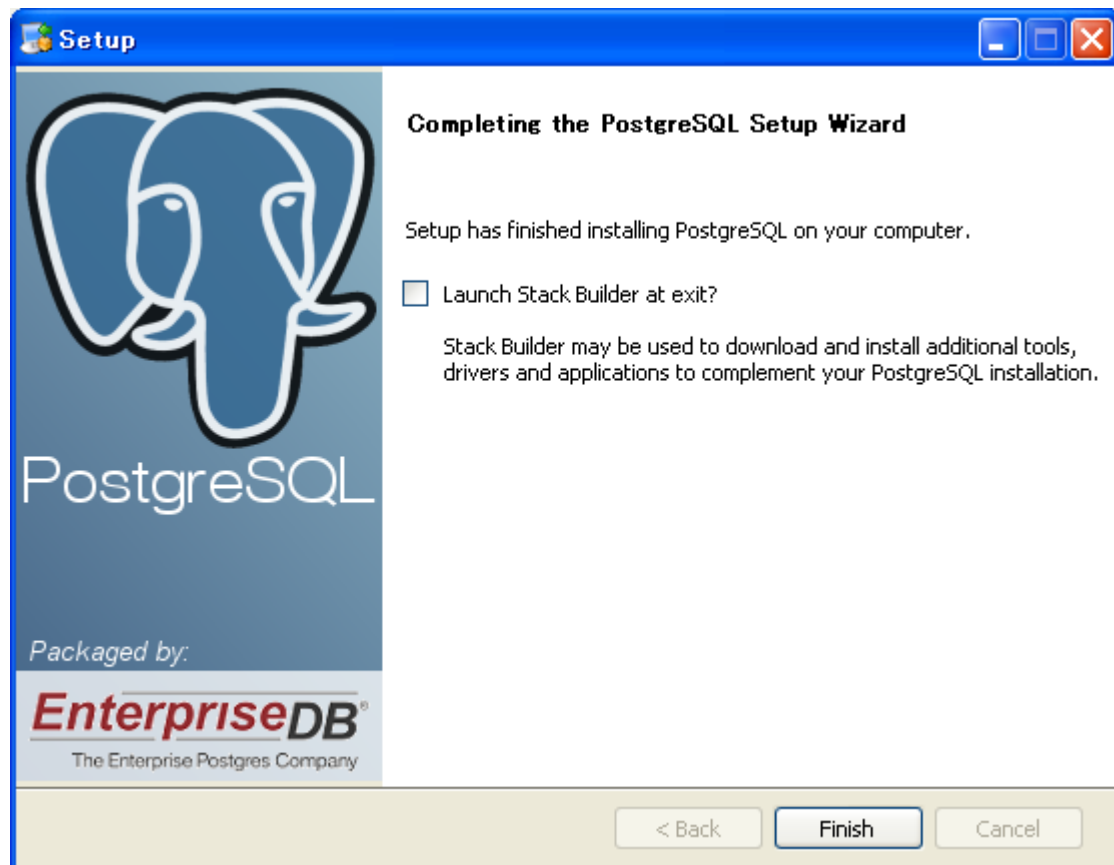 Setup
Completing the PostgreSQL Setup Wizard
Setup has finished installing PostgreSQL on your computer.
Launch Stack Builder at exit?
Stack Builder may be used to download and install additional tools,
drivers and applications to complement your PostgreSQL installation.
PostgreSQL
Packaged by:
EnterpriseDB®
The Enterprise Postgres Company
< Back
Finish
Cancel